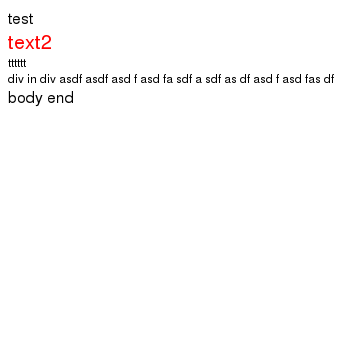 test
text2
tttttt
div in div asdf asdf asd f asd fa sdf a sdf as df asd f asd fas df
body end